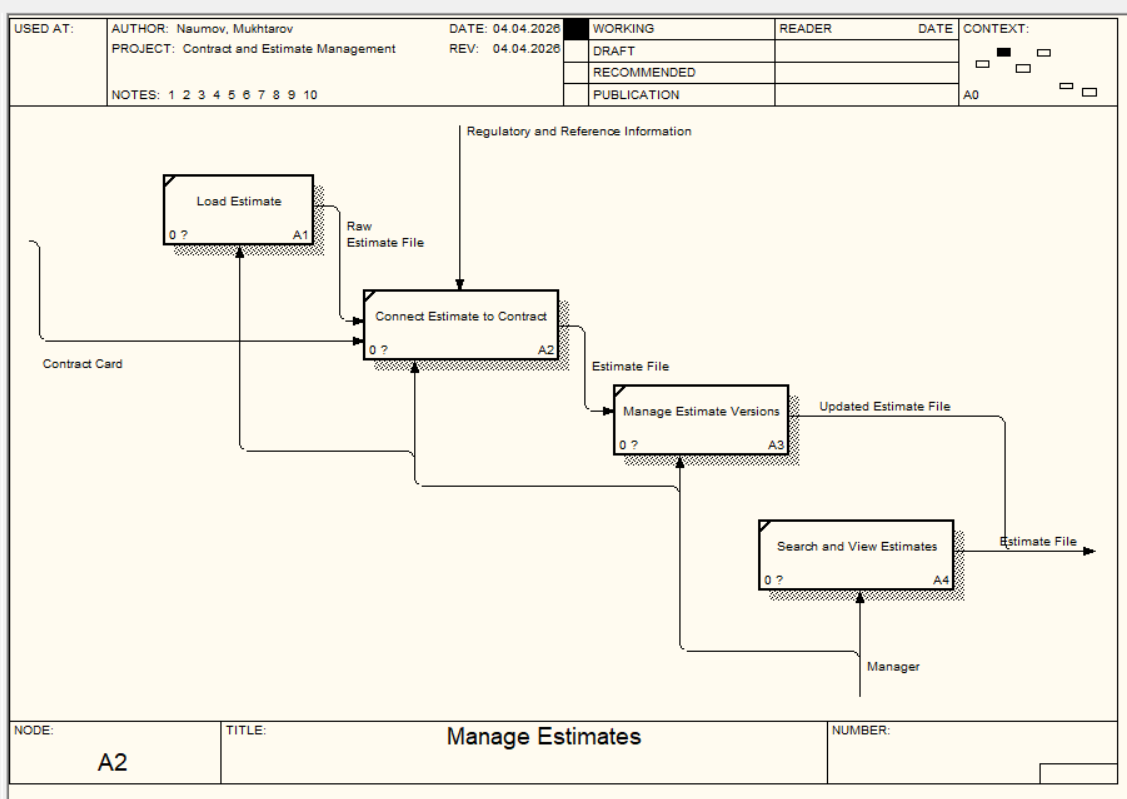 USED AT:
AUTHOR: Naumov, Mukhtarov
DATE: 04.04.2026
PROJECT: Contract and Estimate Management
REV: 04.04.2026
NOTES: 1 2 3 4 5 6 7 8 9 10
WORKING
DRAFT
RECOMMENDED
PUBLICATION
READER DATE
CONTEXT:
A0
Regulatory and Reference Information
Load Estimate
0 ?
A1
Raw
Estimate File
Connect Estimate to Contract
0 ?
A2
Contract Card
Estimate File
Manage Estimate Versions
0 ?
A3
Updated Estimate File
Search and View Estimates
0 ?
A4
Estimate File
Manager
NODE:
A2
TITLE:
Manage Estimates
NUMBER: